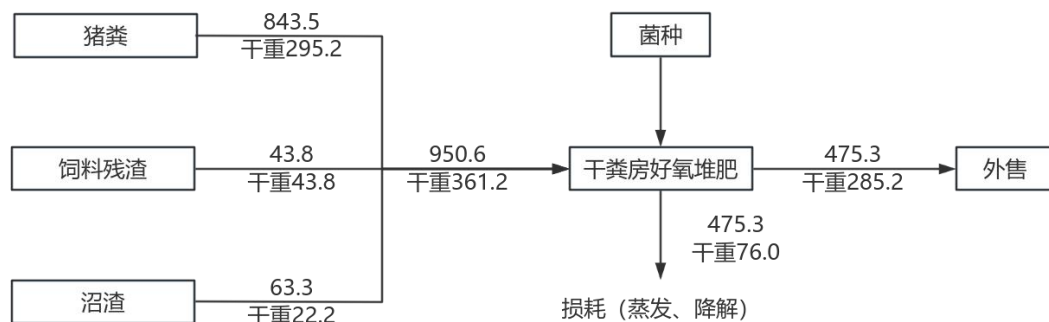 猪粪
843.5
干重295.2
菌种
饲料残渣
43.8
干重43.8
950.6
干重361.2
干粪房好氧堆肥
475.3
干重285.2
外售
475.3
干重76.0
沼渣
63.3
干重22.2
损耗（蒸发、降解）